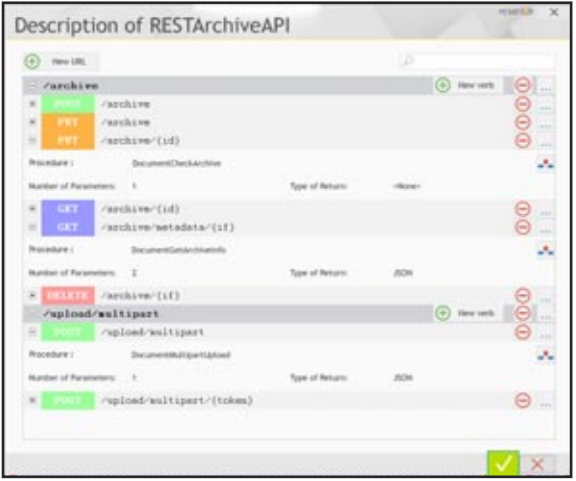 Description of RESTArchiveAPI
New URL
/archive New verb ...
POST /archive ...
PUT /archive ...
PUT /archive/{id} ...
Procedure : DocumentCheckArchive
Number of Parameters: 1 Type of Return: <None>
GET /archive/{id} ...
GET /archive/metadata/{if} ...
Procedure : DocumentGetArchiveInfo
Number of Parameters: 2 Type of Return: JSON
DELETE /archive/{if} ...
/upload/multipart New verb ...
POST /upload/multipart ...
Procedure : DocumentMultipartUpload
Number of Parameters: 1 Type of Return: JSON
POST /upload/multipart/{token} ...